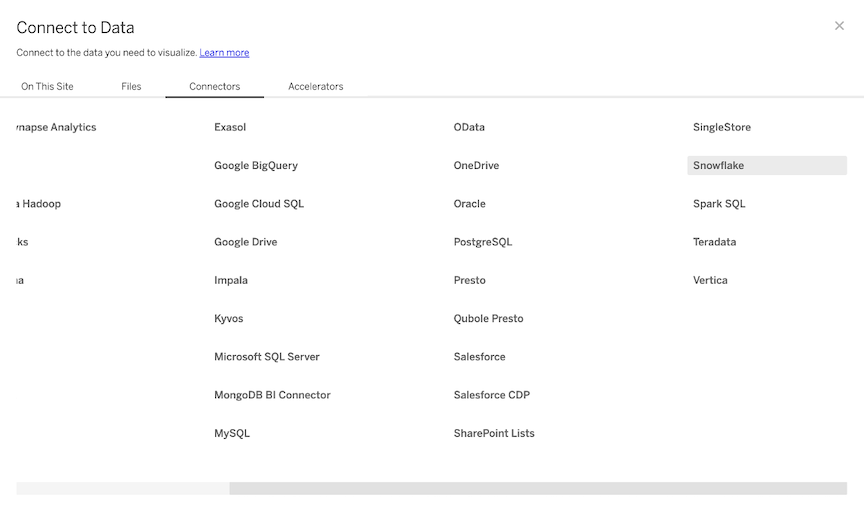 Connect to Data
Connect to the data you need to visualize. Learn more
On This Site Files Connectors Accelerators
Analytics Exasol OData SingleStore
Google BigQuery OneDrive Snowflake
Hadoop Google Cloud SQL Oracle Spark SQL
Google Drive PostgreSQL Teradata
Impala Presto Vertica
Kyvos Qubole Presto
Microsoft SQL Server Salesforce
MongoDB BI Connector Salesforce CDP
MySQL SharePoint Lists